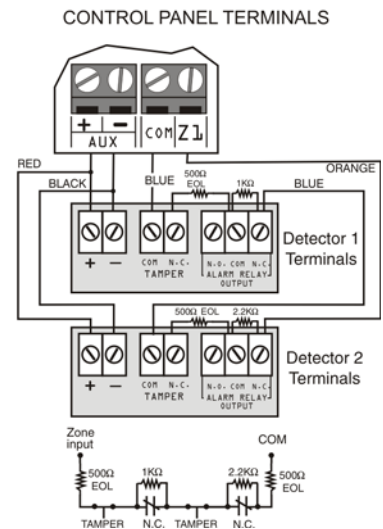 CONTROL PANEL TERMINALS
+ - COM Z1
AUX
RED
ORANGE
BLACK
BLUE
500Ω
EOL
1KΩ
BLUE
Detector 1
Terminals
+ - COM N.C. N.O. COM N.C.
TAMPER ALARM RELAY
OUTPUT
500Ω EOL
2.2KΩ
Detector 2
Terminals
+ - COM N.C. N.O. COM N.C.
TAMPER ALARM RELAY
OUTPUT
Zone
input
COM
500Ω
EOL
1KΩ
2.2KΩ
500Ω
EOL
TAMPER N.C. TAMPER N.C.